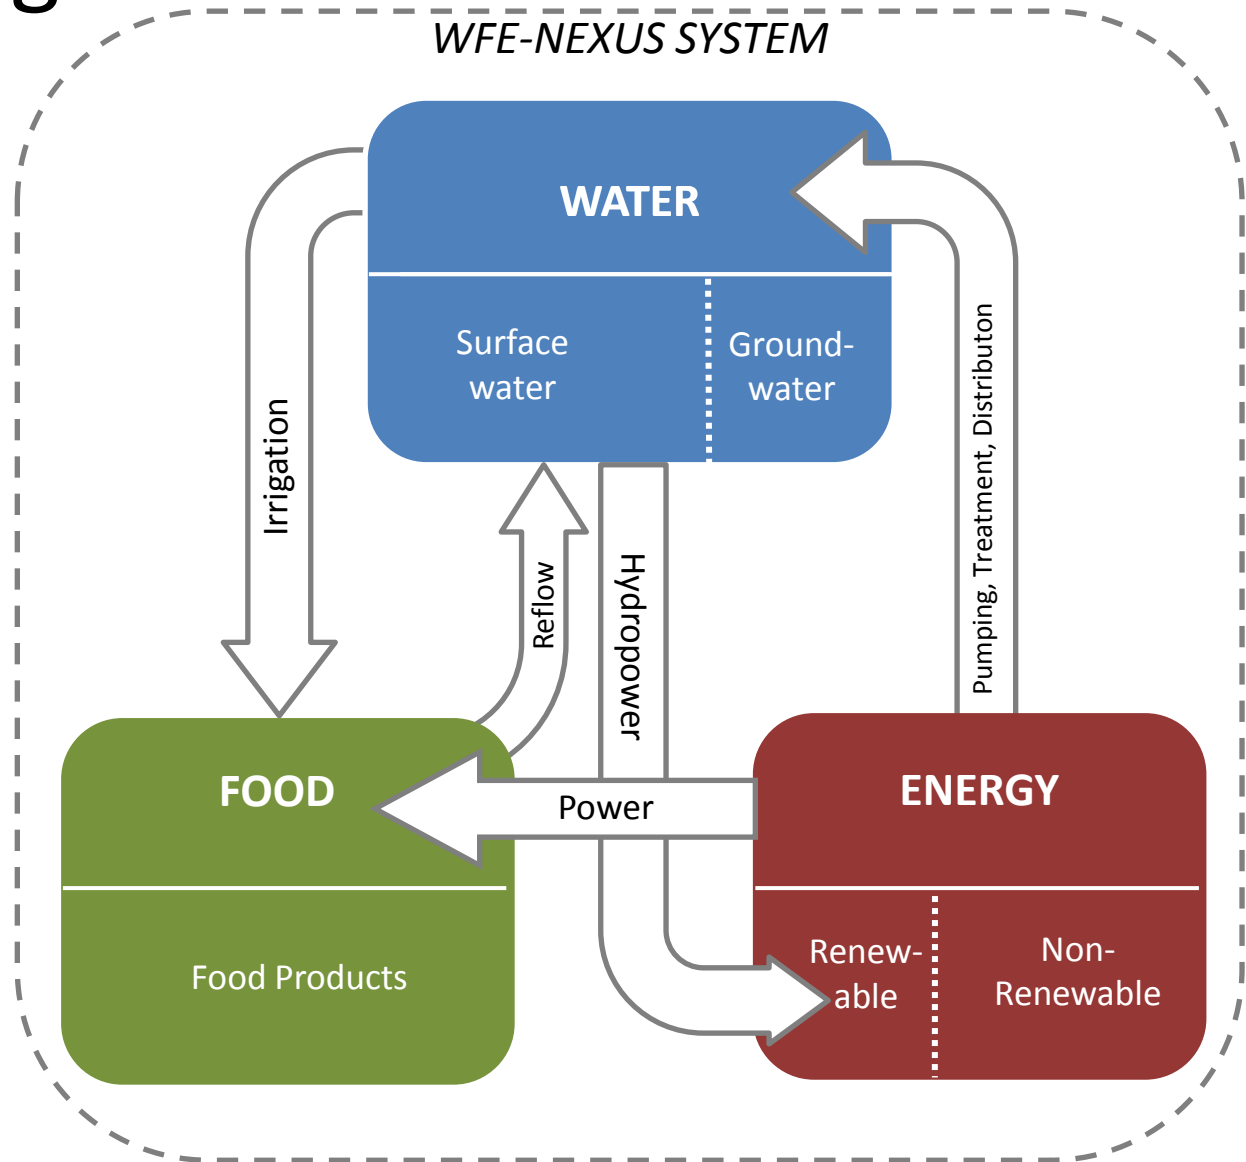 g
WFE-NEXUS SYSTEM
WATER
Surface
water
Ground-
water
Irrigation
Reflow
Hydropower
Pumping, Treatment, Distributon
FOOD
Power
ENERGY
Food Products
Renew-
able
Non-
Renewable